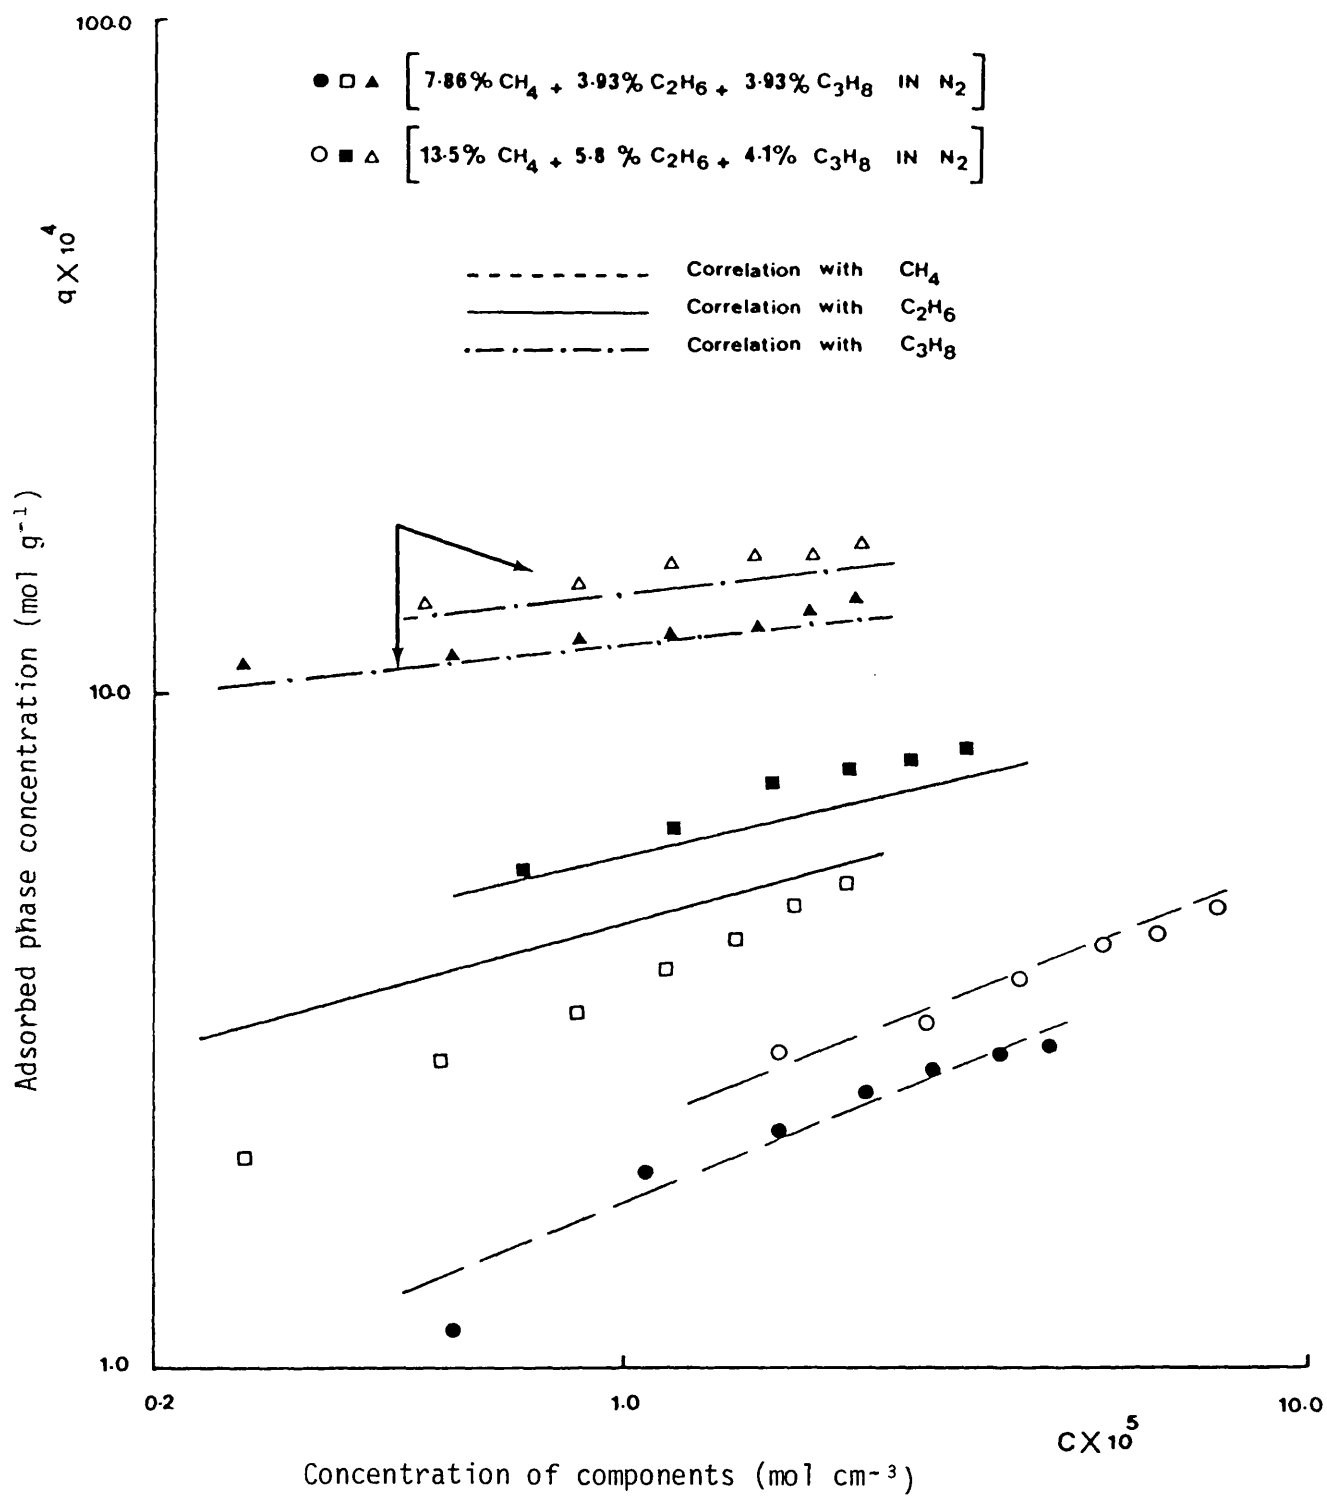 100.0
● □ ▲ [7.86% CH4 + 3.93% C2H6 + 3.93% C3H8 IN N2]
○ ■ △ [13.5% CH4 + 5.8 % C2H6 + 4.1% C3H8 IN N2]
q X 10^4
Correlation with CH4
Correlation with C2H6
Correlation with C3H8
Adsorbed phase concentration (mol g-1)
10.0
1.0
0.2
1.0
10.0
C X 10^5
Concentration of components (mol cm-3)